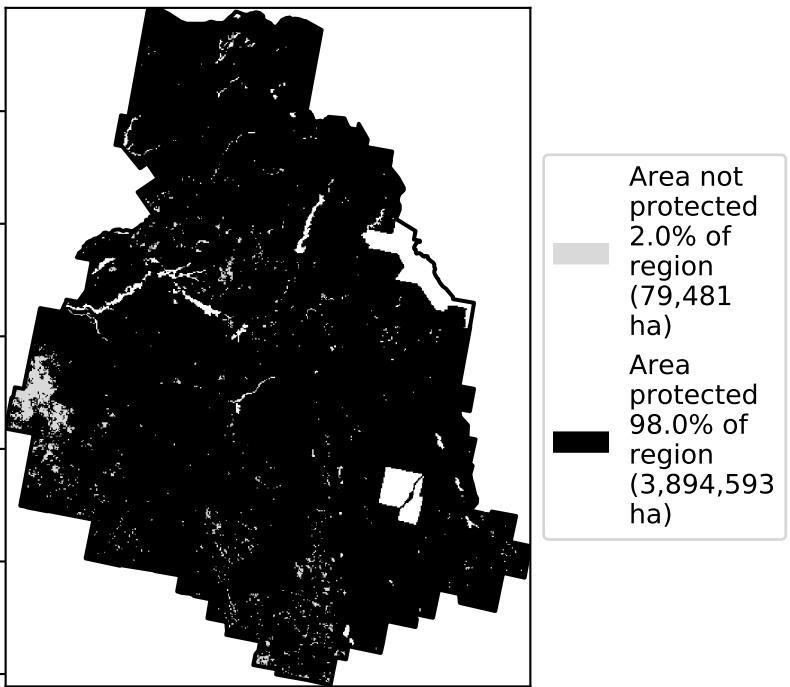 Area not
protected
2.0% of
region
(79,481
ha)
Area
protected
98.0% of
region
(3,894,593
ha)